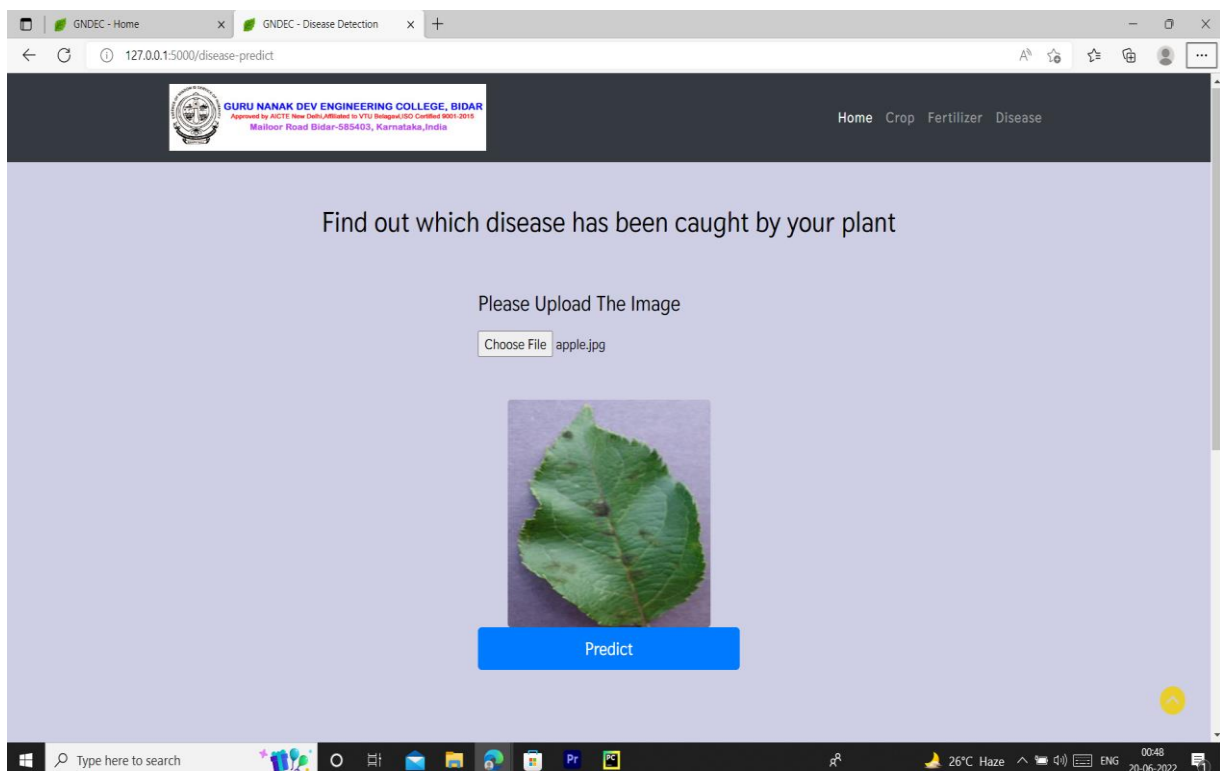 GNDEC - Home
GNDEC - Disease Detection
127.0.0.1:5000/disease-predict
GURU NANAK DEV ENGINEERING COLLEGE, BIDAR
Approved by AICTE New Delhi,Affiliated to VTU Belagavi,ISO Certified 9001-2015
Mailoor Road Bidar-585403, Karnataka,India
Home Crop Fertilizer Disease
Find out which disease has been caught by your plant
Please Upload The Image
Choose File apple.jpg
Predict
Type here to search
Pr
PC
26°C Haze
ENG
00:48
20-06-2022